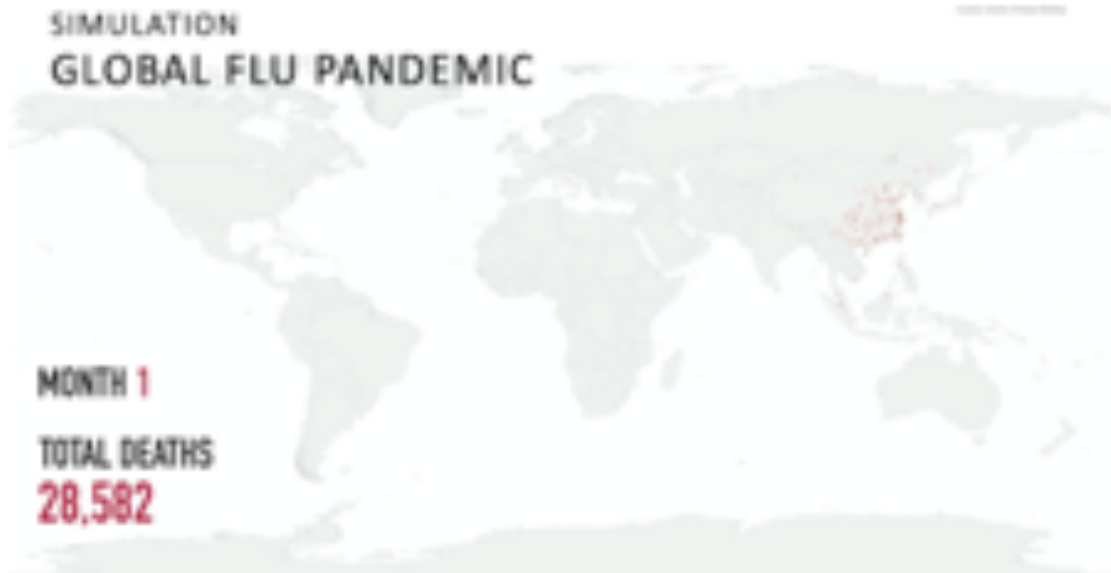 SIMULATION
GLOBAL FLU PANDEMIC
MONTH 1
TOTAL DEATHS
28,582